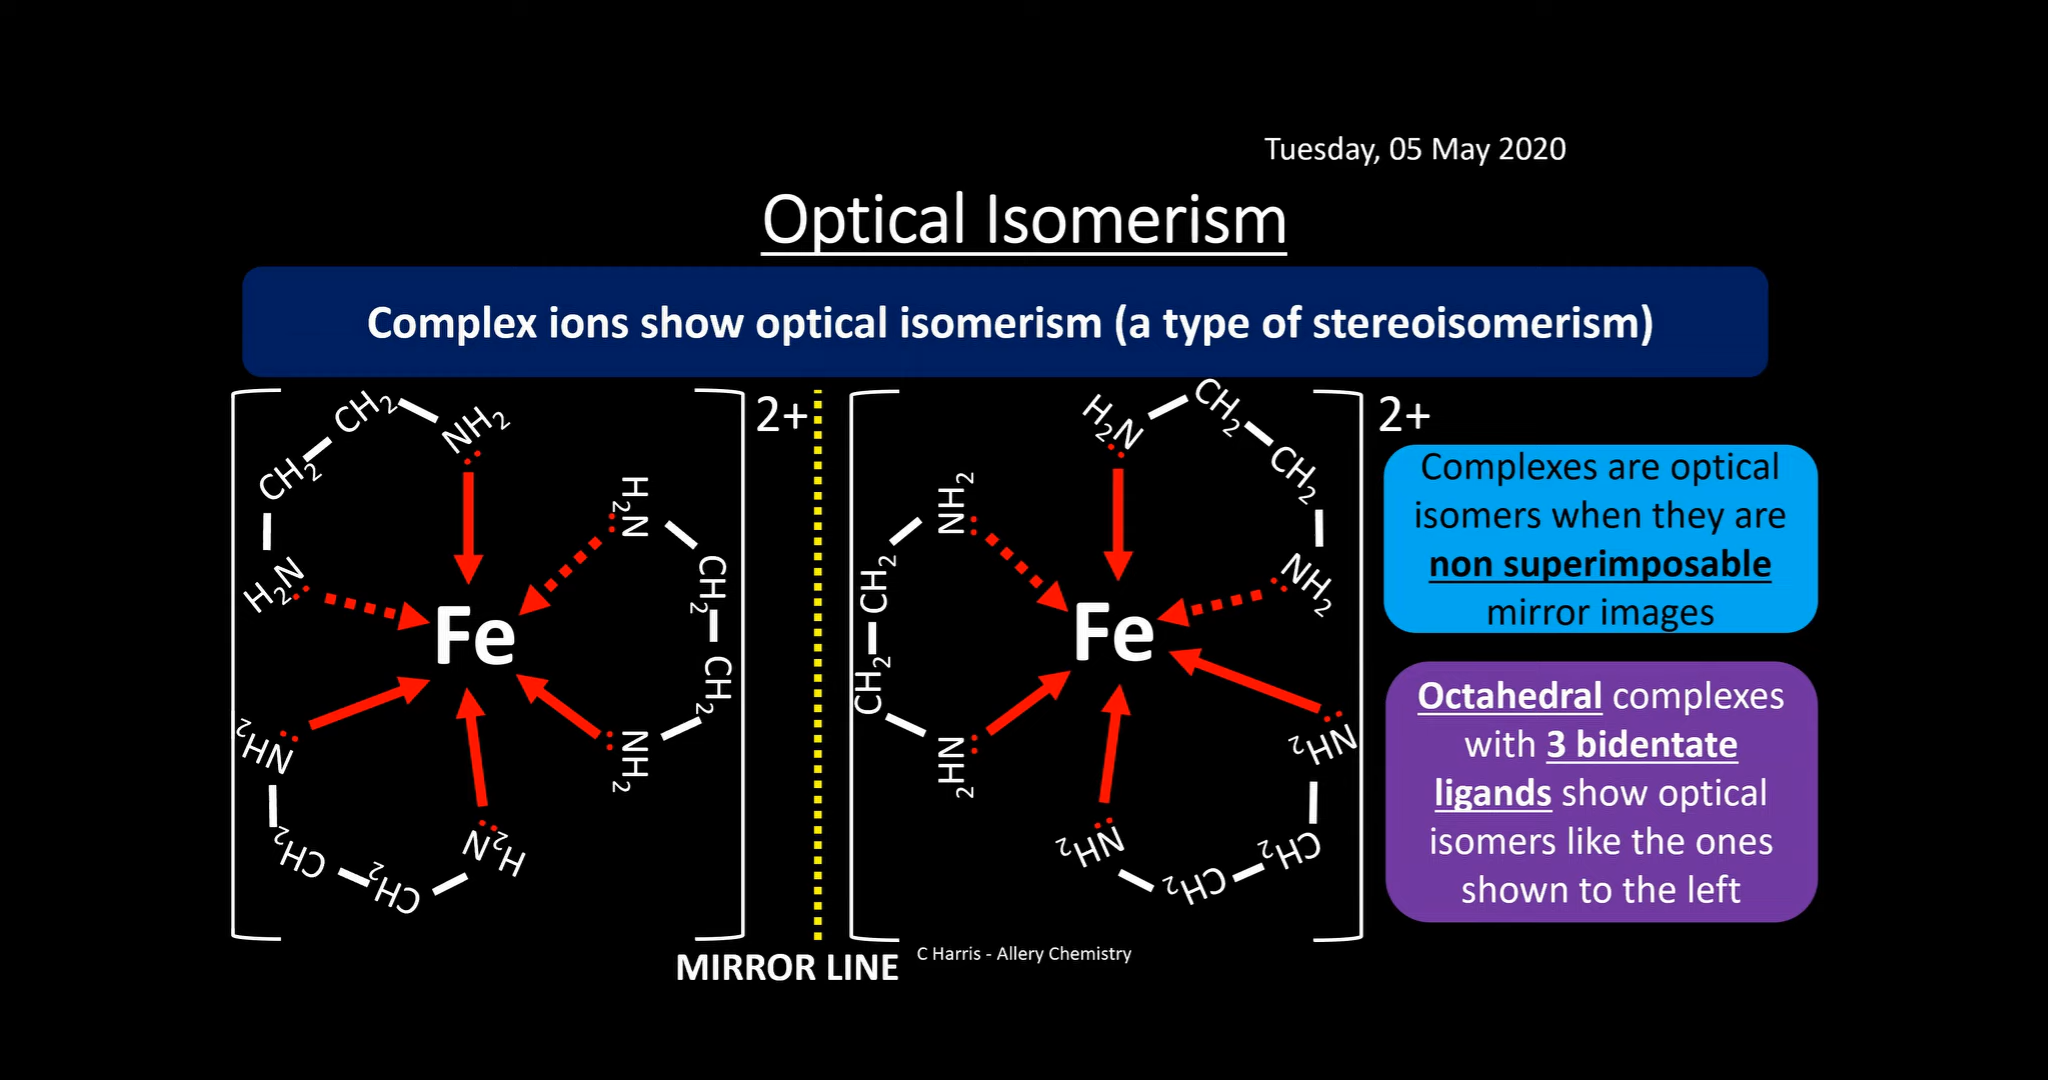 Tuesday, 05 May 2020
Optical Isomerism
Complex ions show optical isomerism (a type of stereoisomerism)
CH₂
NH₂
CH₂
H₂N
H₂N
CH₂
CH₂
NH₂
NH₂
CH₂
CH₂
H₂N
Fe
2+
H₂N
CH₂
CH₂
NH₂
NH₂
CH₂
CH₂
NH₂
NH₂
CH₂
CH₂
NH₂
Fe
2+
MIRROR LINE
C Harris - Allery Chemistry
Complexes are optical
isomers when they are
non superimposable
mirror images
Octahedral complexes
with 3 bidentate
ligands show optical
isomers like the ones
shown to the left